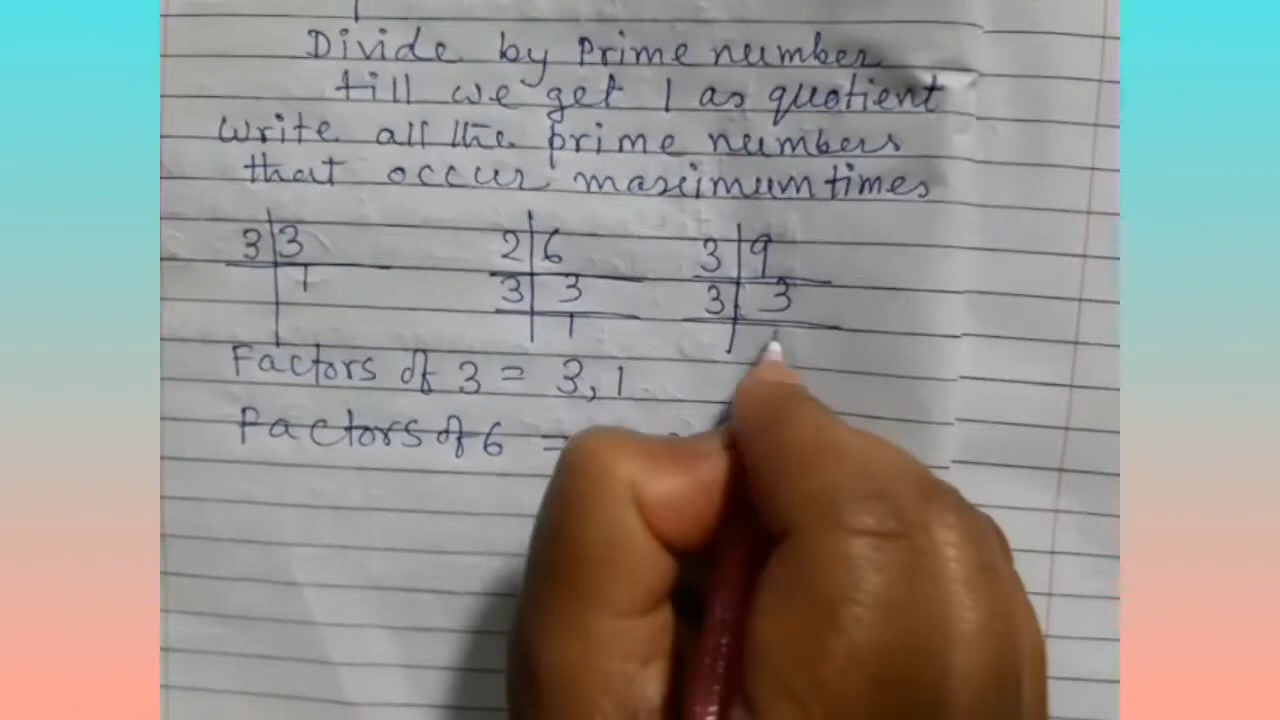 Divide by Prime number
till we get 1 as quotient
write all the prime numbers
that occur maximum times
3 3
1
2 6
3 3
1
3 9
3 3
Factors of 3 = 3, 1
Factors of 6 =